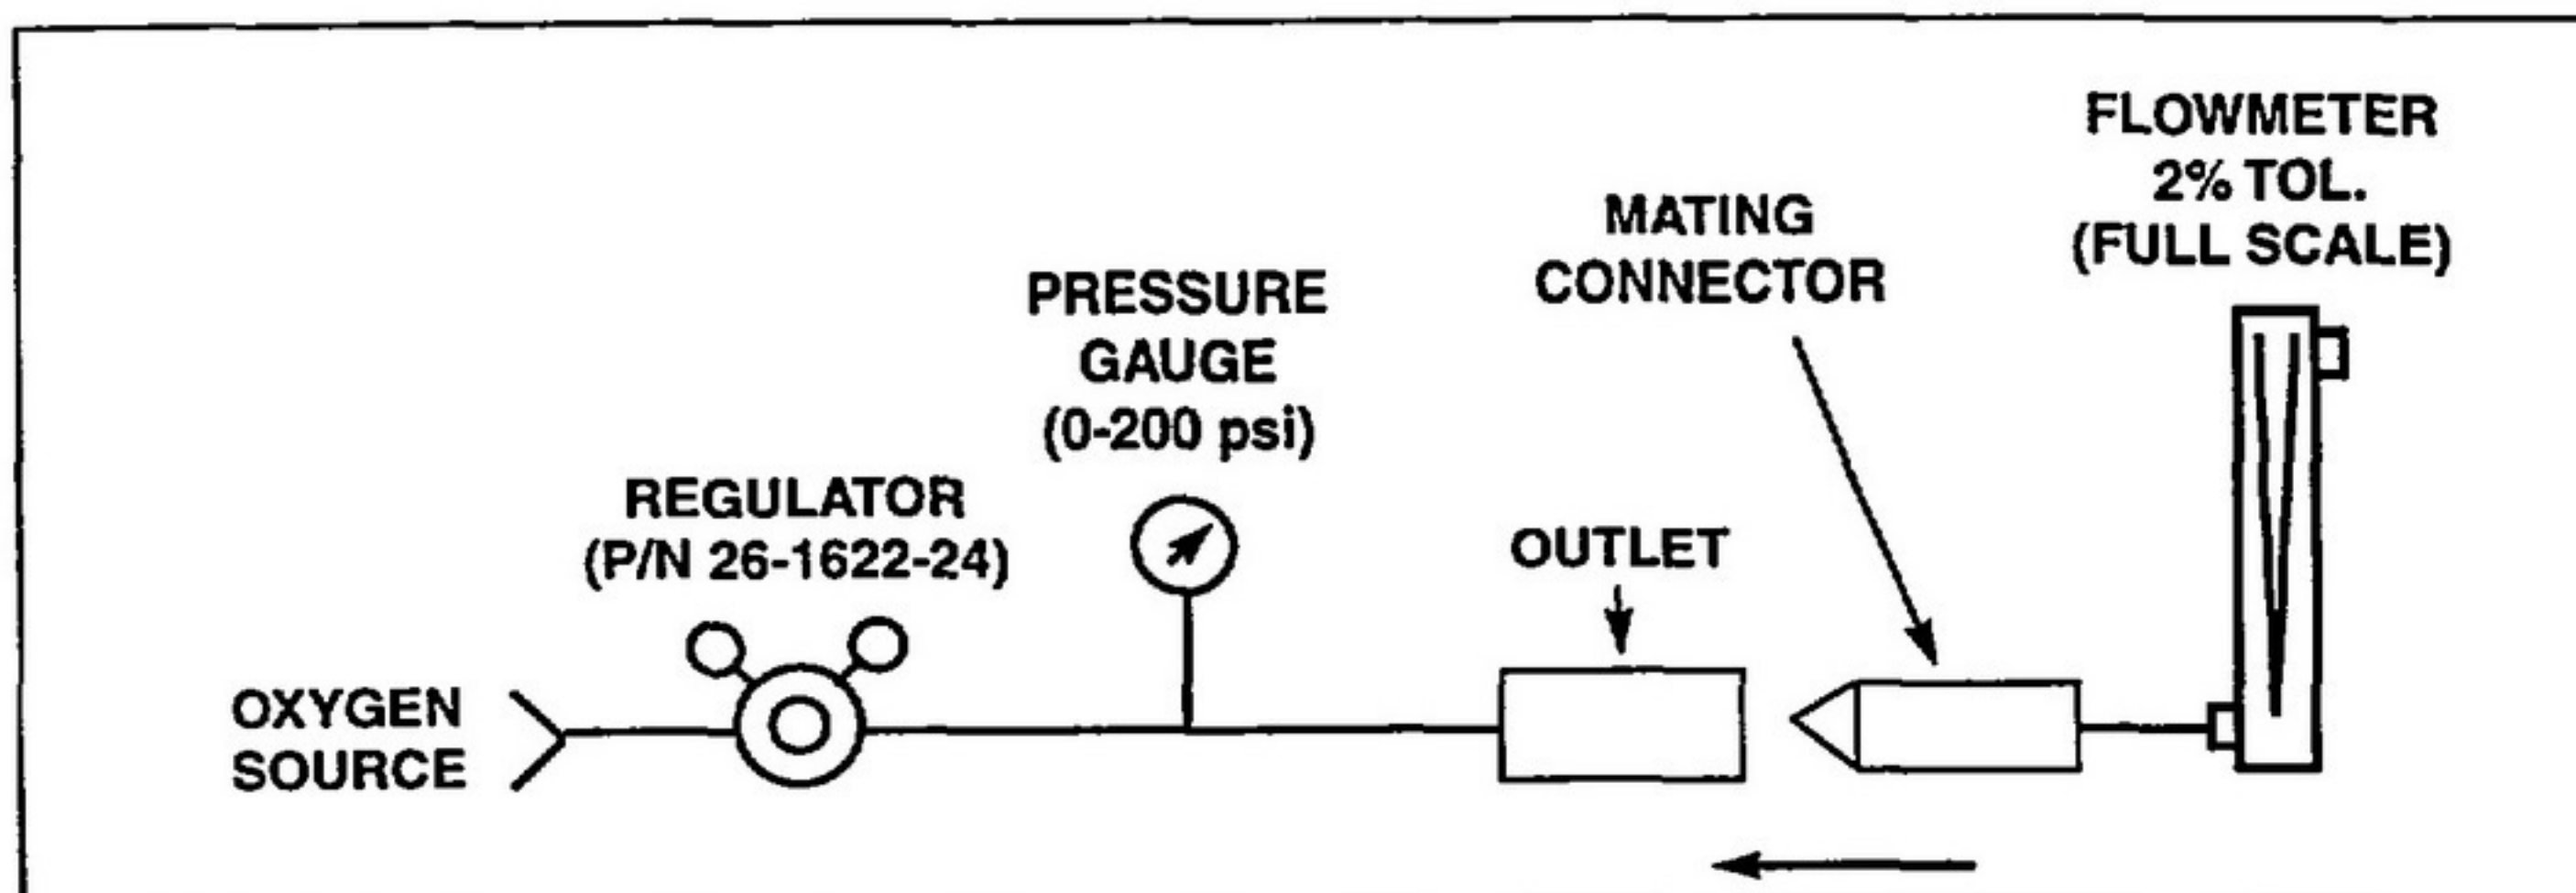 FLOWMETER
2% TOL.
(FULL SCALE)
MATING
CONNECTOR
PRESSURE
GAUGE
(0-200 psi)
REGULATOR
(P/N 26-1622-24)
OUTLET
OXYGEN
SOURCE